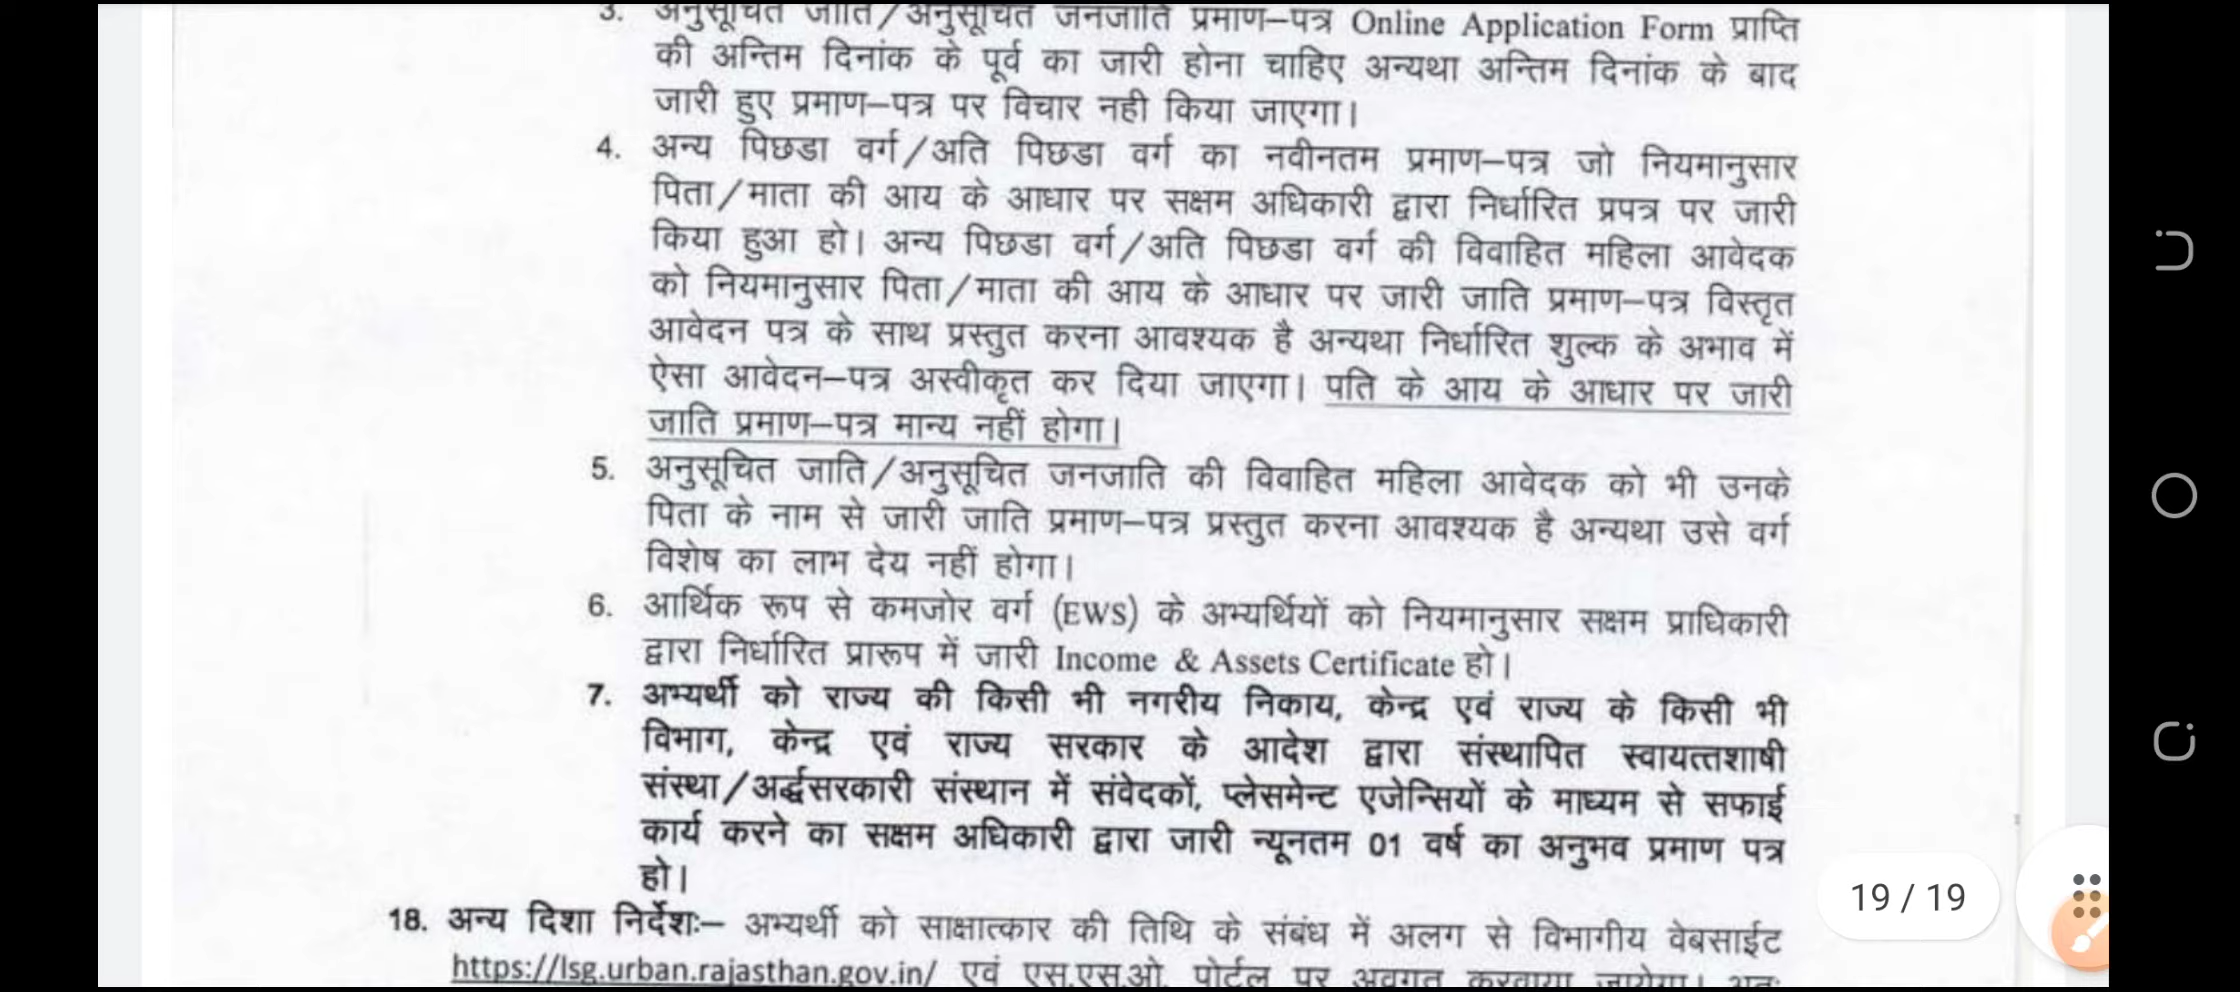 3. अनुसूचित जाति/अनुसूचित जनजाति प्रमाण–पत्र Online Application Form प्राप्ति
की अन्तिम दिनांक के पूर्व का जारी होना चाहिए अन्यथा अन्तिम दिनांक के बाद
जारी हुए प्रमाण–पत्र पर विचार नही किया जाएगा।
4. अन्य पिछडा वर्ग/अति पिछडा वर्ग का नवीनतम प्रमाण–पत्र जो नियमानुसार
पिता/माता की आय के आधार पर सक्षम अधिकारी द्वारा निर्धारित प्रपत्र पर जारी
किया हुआ हो। अन्य पिछडा वर्ग/अति पिछडा वर्ग की विवाहित महिला आवेदक
को नियमानुसार पिता/माता की आय के आधार पर जारी जाति प्रमाण–पत्र विस्तृत
आवेदन पत्र के साथ प्रस्तुत करना आवश्यक है अन्यथा निर्धारित शुल्क के अभाव में
ऐसा आवेदन–पत्र अस्वीकृत कर दिया जाएगा। पति के आय के आधार पर जारी
जाति प्रमाण–पत्र मान्य नहीं होगा।
5. अनुसूचित जाति/अनुसूचित जनजाति की विवाहित महिला आवेदक को भी उनके
पिता के नाम से जारी जाति प्रमाण–पत्र प्रस्तुत करना आवश्यक है अन्यथा उसे वर्ग
विशेष का लाभ देय नहीं होगा।
6. आर्थिक रूप से कमजोर वर्ग (EWS) के अभ्यर्थियों को नियमानुसार सक्षम प्राधिकारी
द्वारा निर्धारित प्रारूप में जारी Income & Assets Certificate हो।
7. अभ्यर्थी को राज्य की किसी भी नगरीय निकाय, केन्द्र एवं राज्य के किसी भी
विभाग, केन्द्र एवं राज्य सरकार के आदेश द्वारा संस्थापित स्वायत्तशाषी
संस्था/अर्द्धसरकारी संस्थान में संवेदकों, प्लेसमेन्ट एजेन्सियों के माध्यम से सफाई
कार्य करने का सक्षम अधिकारी द्वारा जारी न्यूनतम 01 वर्ष का अनुभव प्रमाण पत्र
हो।
19 / 19
18. अन्य दिशा निर्देशः– अभ्यर्थी को साक्षात्कार की तिथि के संबंध में अलग से विभागीय वेबसाईट
https://lsg.urban.rajasthan.gov.in/ एवं एस.एस.ओ. पोर्टल पर अवगत करवाया जायेगा। अतः